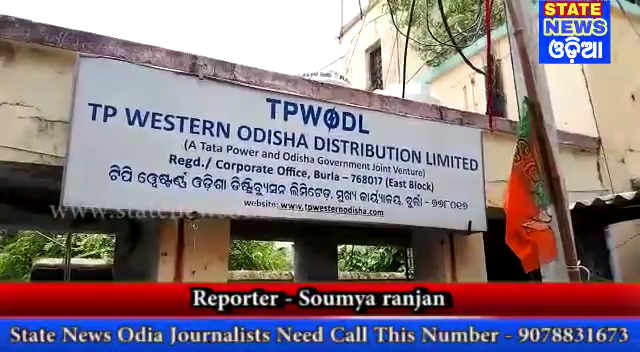 STATE
NEWS
ଓଡ଼ିଆ
TPWØDL
TP WESTERN ODISHA DISTRIBUTION LIMITED
(A Tata Power and Odisha Government Joint Venture)
Regd./ Corporate Office, Burla – 768017 (East Block)
ଟିପି ୱେଷ୍ଟର୍ଣ୍ଣ ଓଡ଼ିଶା ଡିଷ୍ଟ୍ରିବ୍ୟୁସନ ଲିମିଟେଡ଼, ମୁଖ୍ୟ କାର୍ଯ୍ୟାଳୟ, ବୁର୍ଲା - ୭୬୮୦୧୭
website:- www.tpwesternodisha.com
Reporter - Soumya ranjan
State News Odia Journalists Need Call This Number - 9078831673